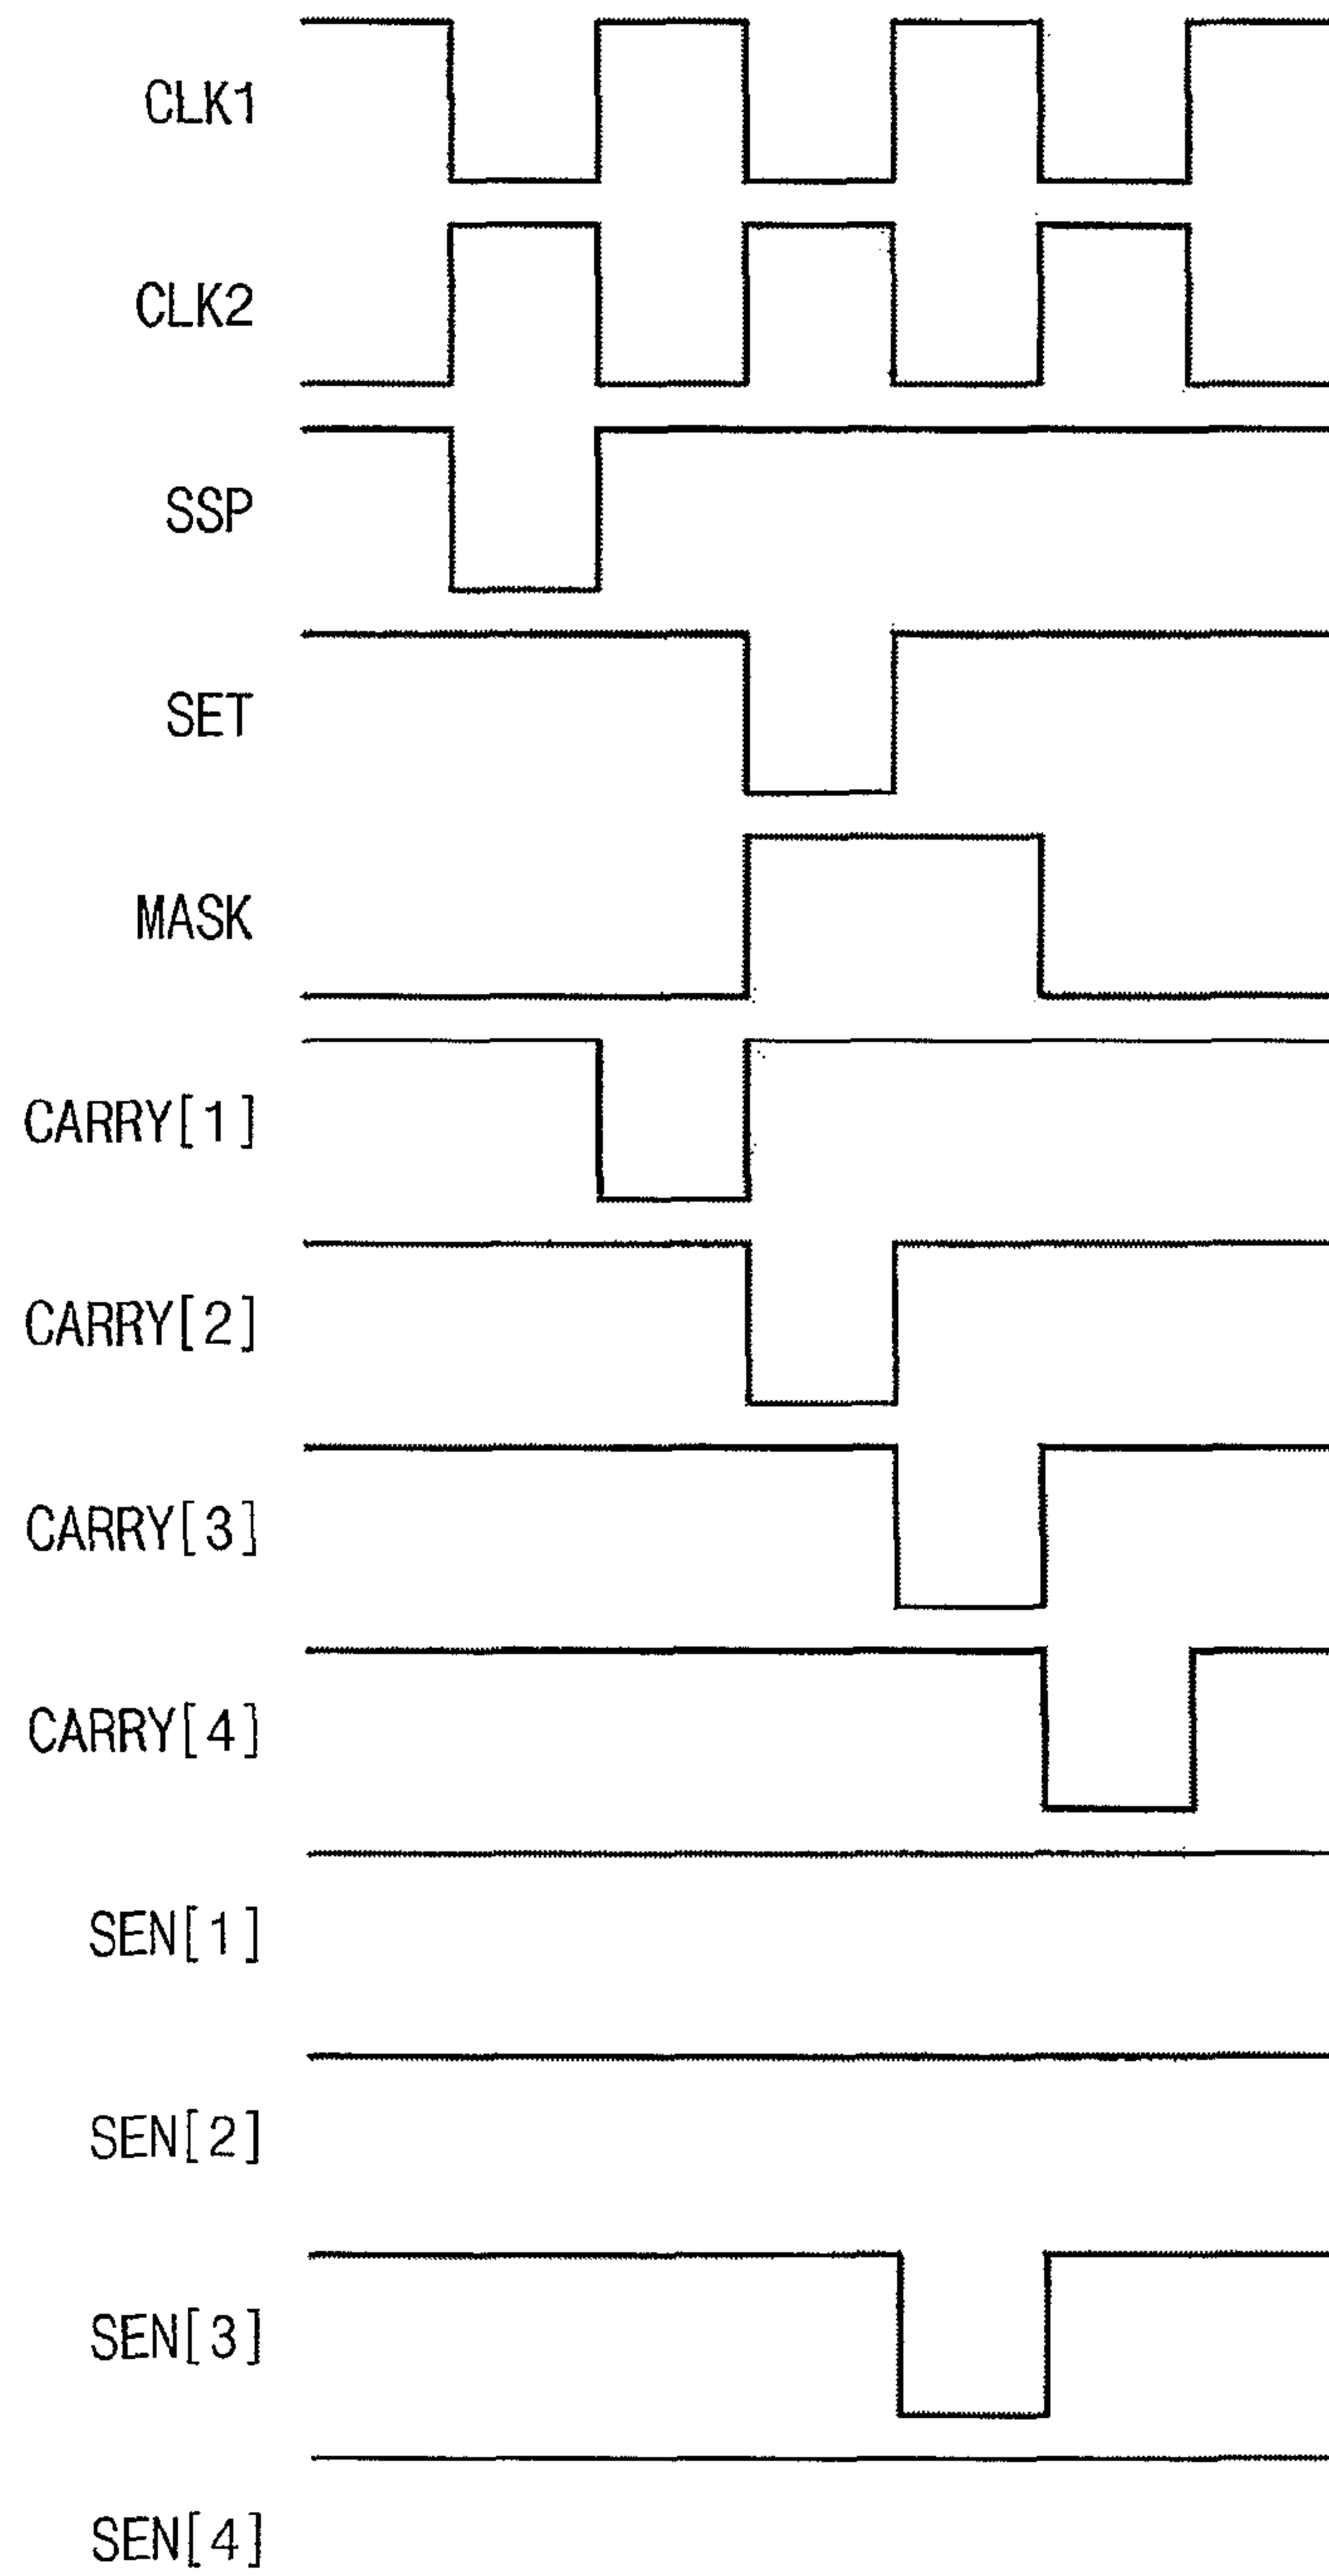 CLK1
CLK2
SSP
SET
MASK
CARRY[1]
CARRY[2]
CARRY[3]
CARRY[4]
SEN[1]
SEN[2]
SEN[3]
SEN[4]